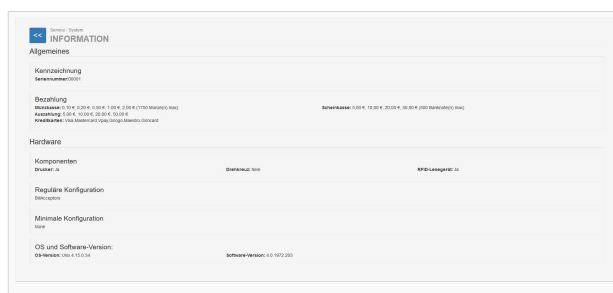 <<
Service / System
INFORMATION
Allgemeines
Kennzeichnung
Seriennummer:00001
Bezahlung
Münzkasse: 0,10 €, 0,20 €, 0,50 €, 1,00 €, 2,00 € (1750 Münze(n) max)
Scheinkasse: 5,00 €, 10,00 €, 20,00 €, 50,00 € (300 Banknote(n) max)
Auszahlung: 5,00 €, 10,00 €, 20,00 €, 50,00 €
Kreditkarten: Visa,Mastercard,Vpay,Girogo,Maestro,Girocard
Hardware
Komponenten
Drucker: Ja
Drehkreuz: Nein
RFID-Lesegerät: Ja
Reguläre Konfiguration
BillAcceptors
Minimale Konfiguration
None
OS und Software-Version:
OS-Version: Unix 4.15.0.54
Software-Version: 4.0.1972.203